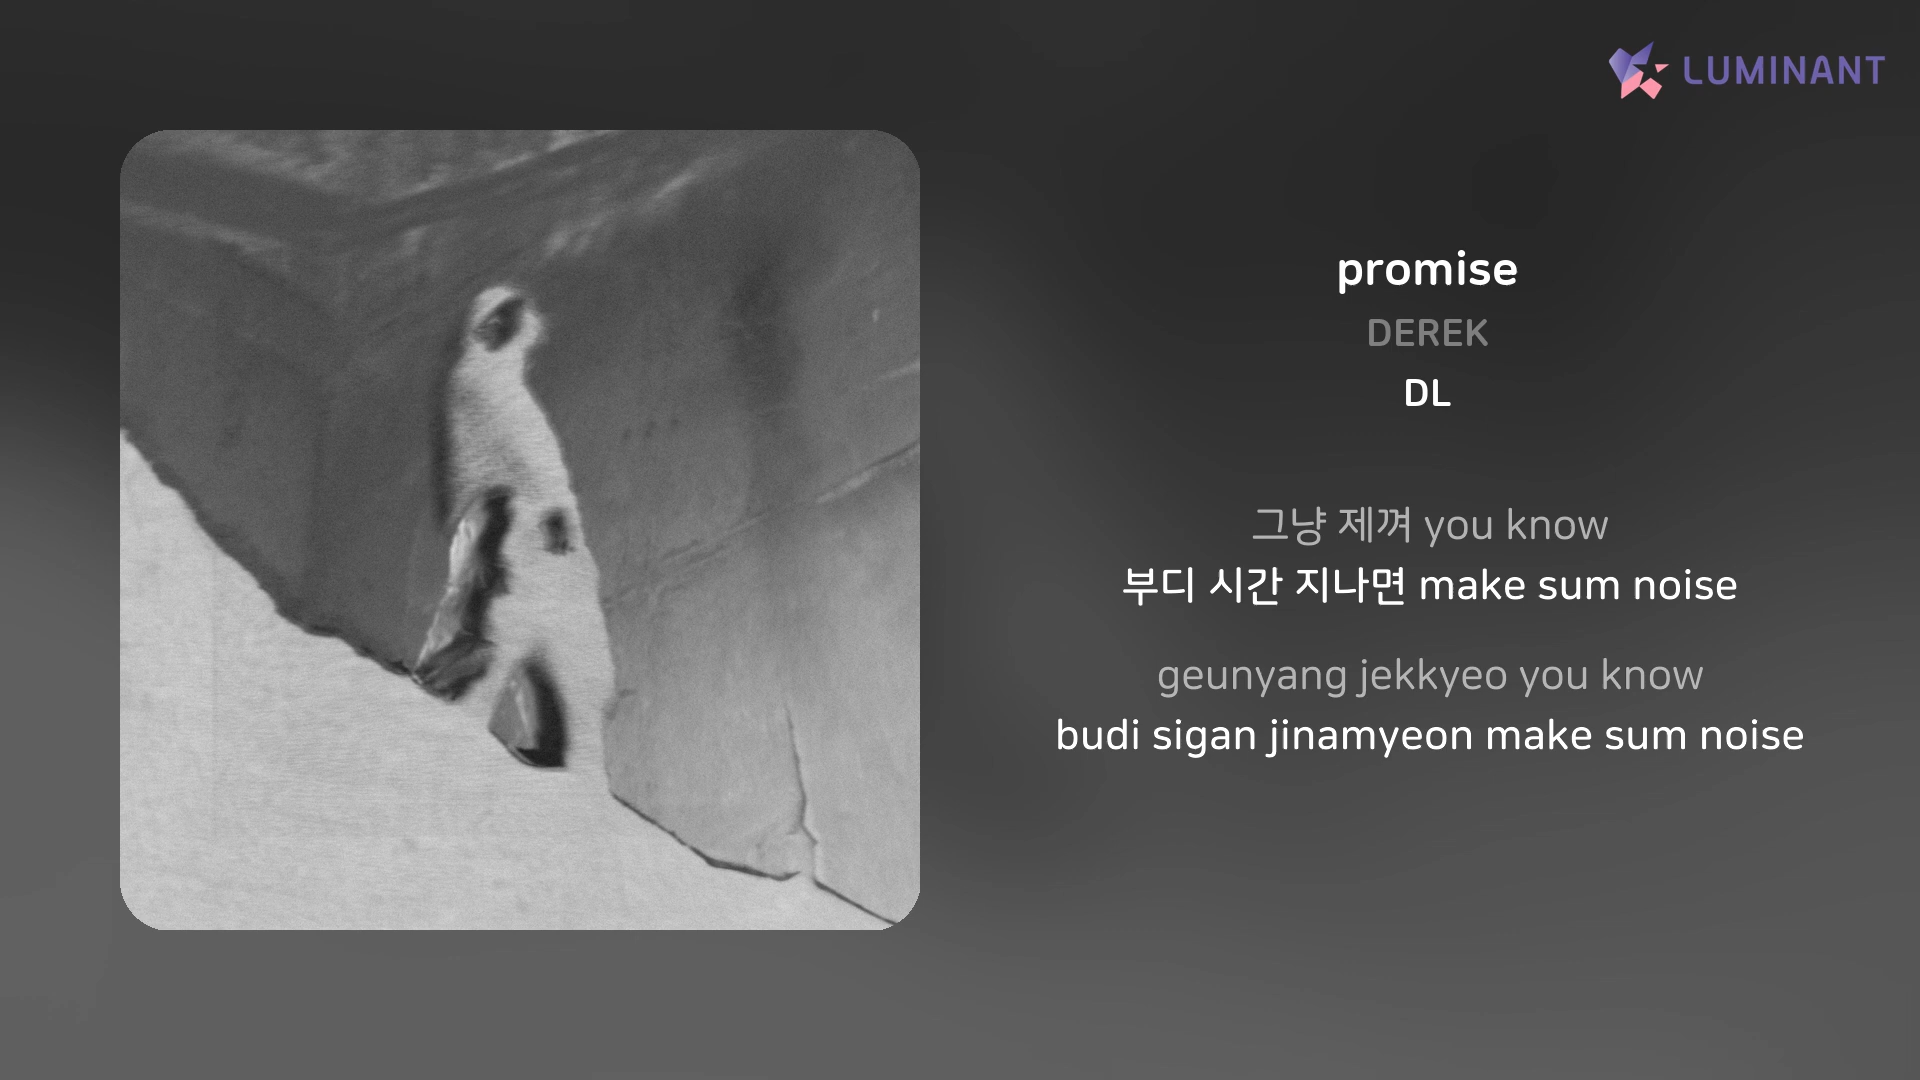 LUMINANT
promise
DEREK
DL
그냥 제껴 you know
부디 시간 지나면 make sum noise
geunyang jekkyeo you know
budi sigan jinamyeon make sum noise